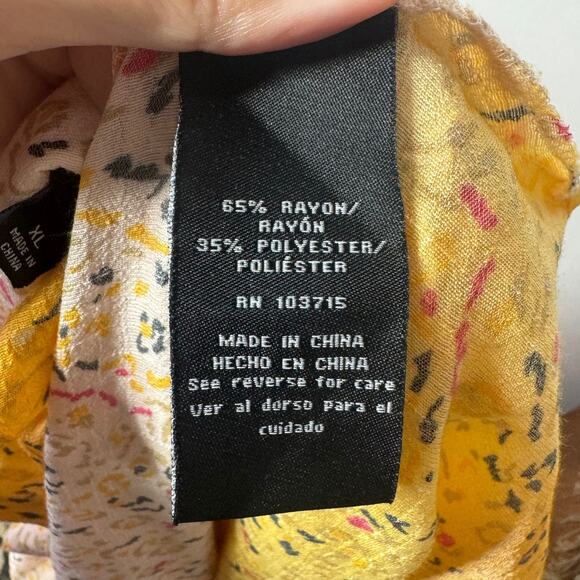 65% RAYON/
RAYÓN
35% POLYESTER/
POLIÉSTER
RN 103715
MADE IN CHINA
HECHO EN CHINA
See reverse for care
Ver al dorso para el
cuidado
XL
MADE IN
CHINA